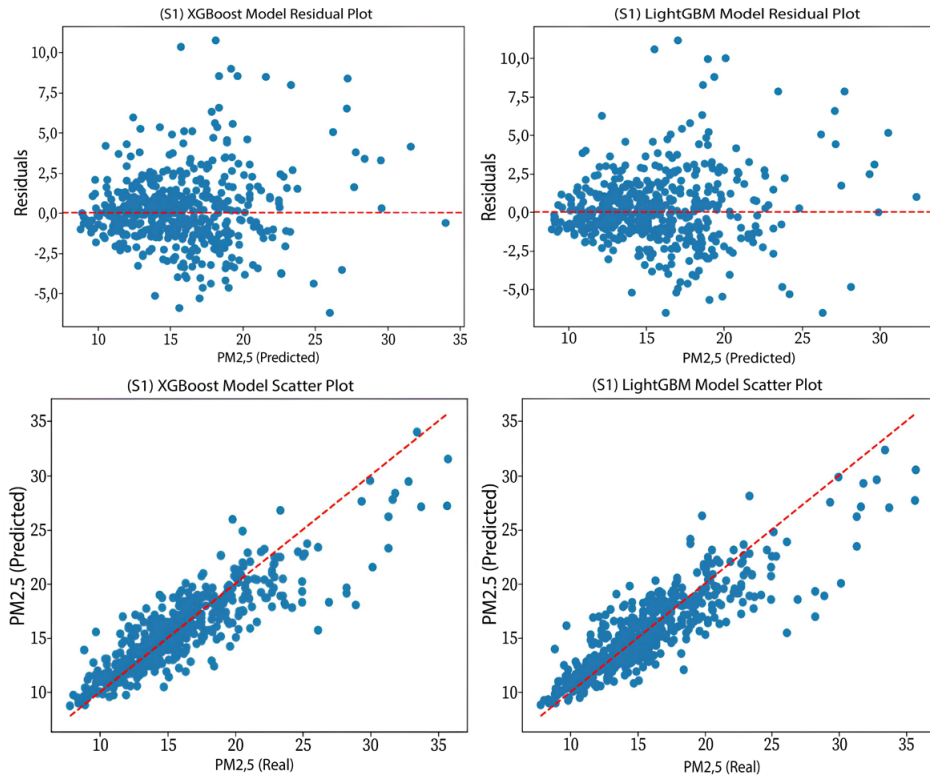 (S1) XGBoost Model Residual Plot
10,0
7,5
5,0
2,5
0,0
-2,5
-5,0
Residuals
10 15 20 25 30 35
PM2,5 (Predicted)
(S1) LightGBM Model Residual Plot
10,0
7,5
5,0
2,5
0,0
-2,5
-5,0
Residuals
10 15 20 25 30
PM2,5 (Predicted)
(S1) XGBoost Model Scatter Plot
35
30
25
20
15
10
PM2.5 (Predicted)
10 15 20 25 30 35
PM2,5 (Real)
(S1) LightGBM Model Scatter Plot
35
30
25
20
15
10
PM2.5 (Predicted)
10 15 20 25 30 35
PM2,5 (Real)